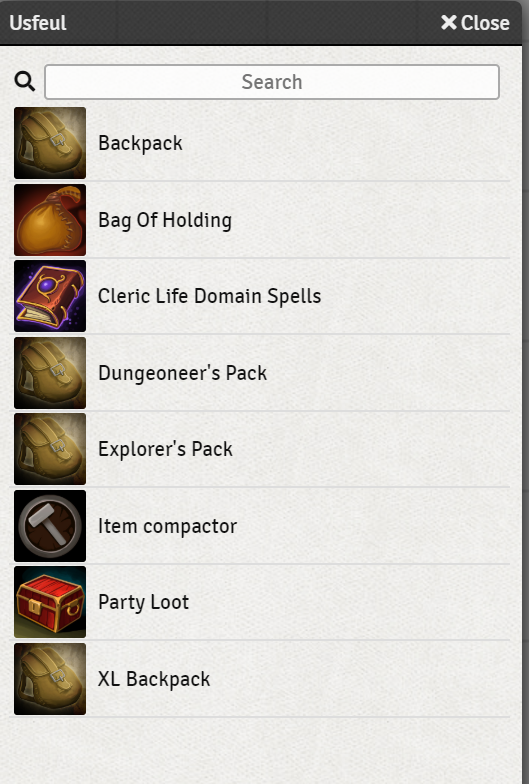 Usfeul
Close
Search
Backpack
Bag Of Holding
Cleric Life Domain Spells
Dungeoneer's Pack
Explorer's Pack
Item compactor
Party Loot
XL Backpack